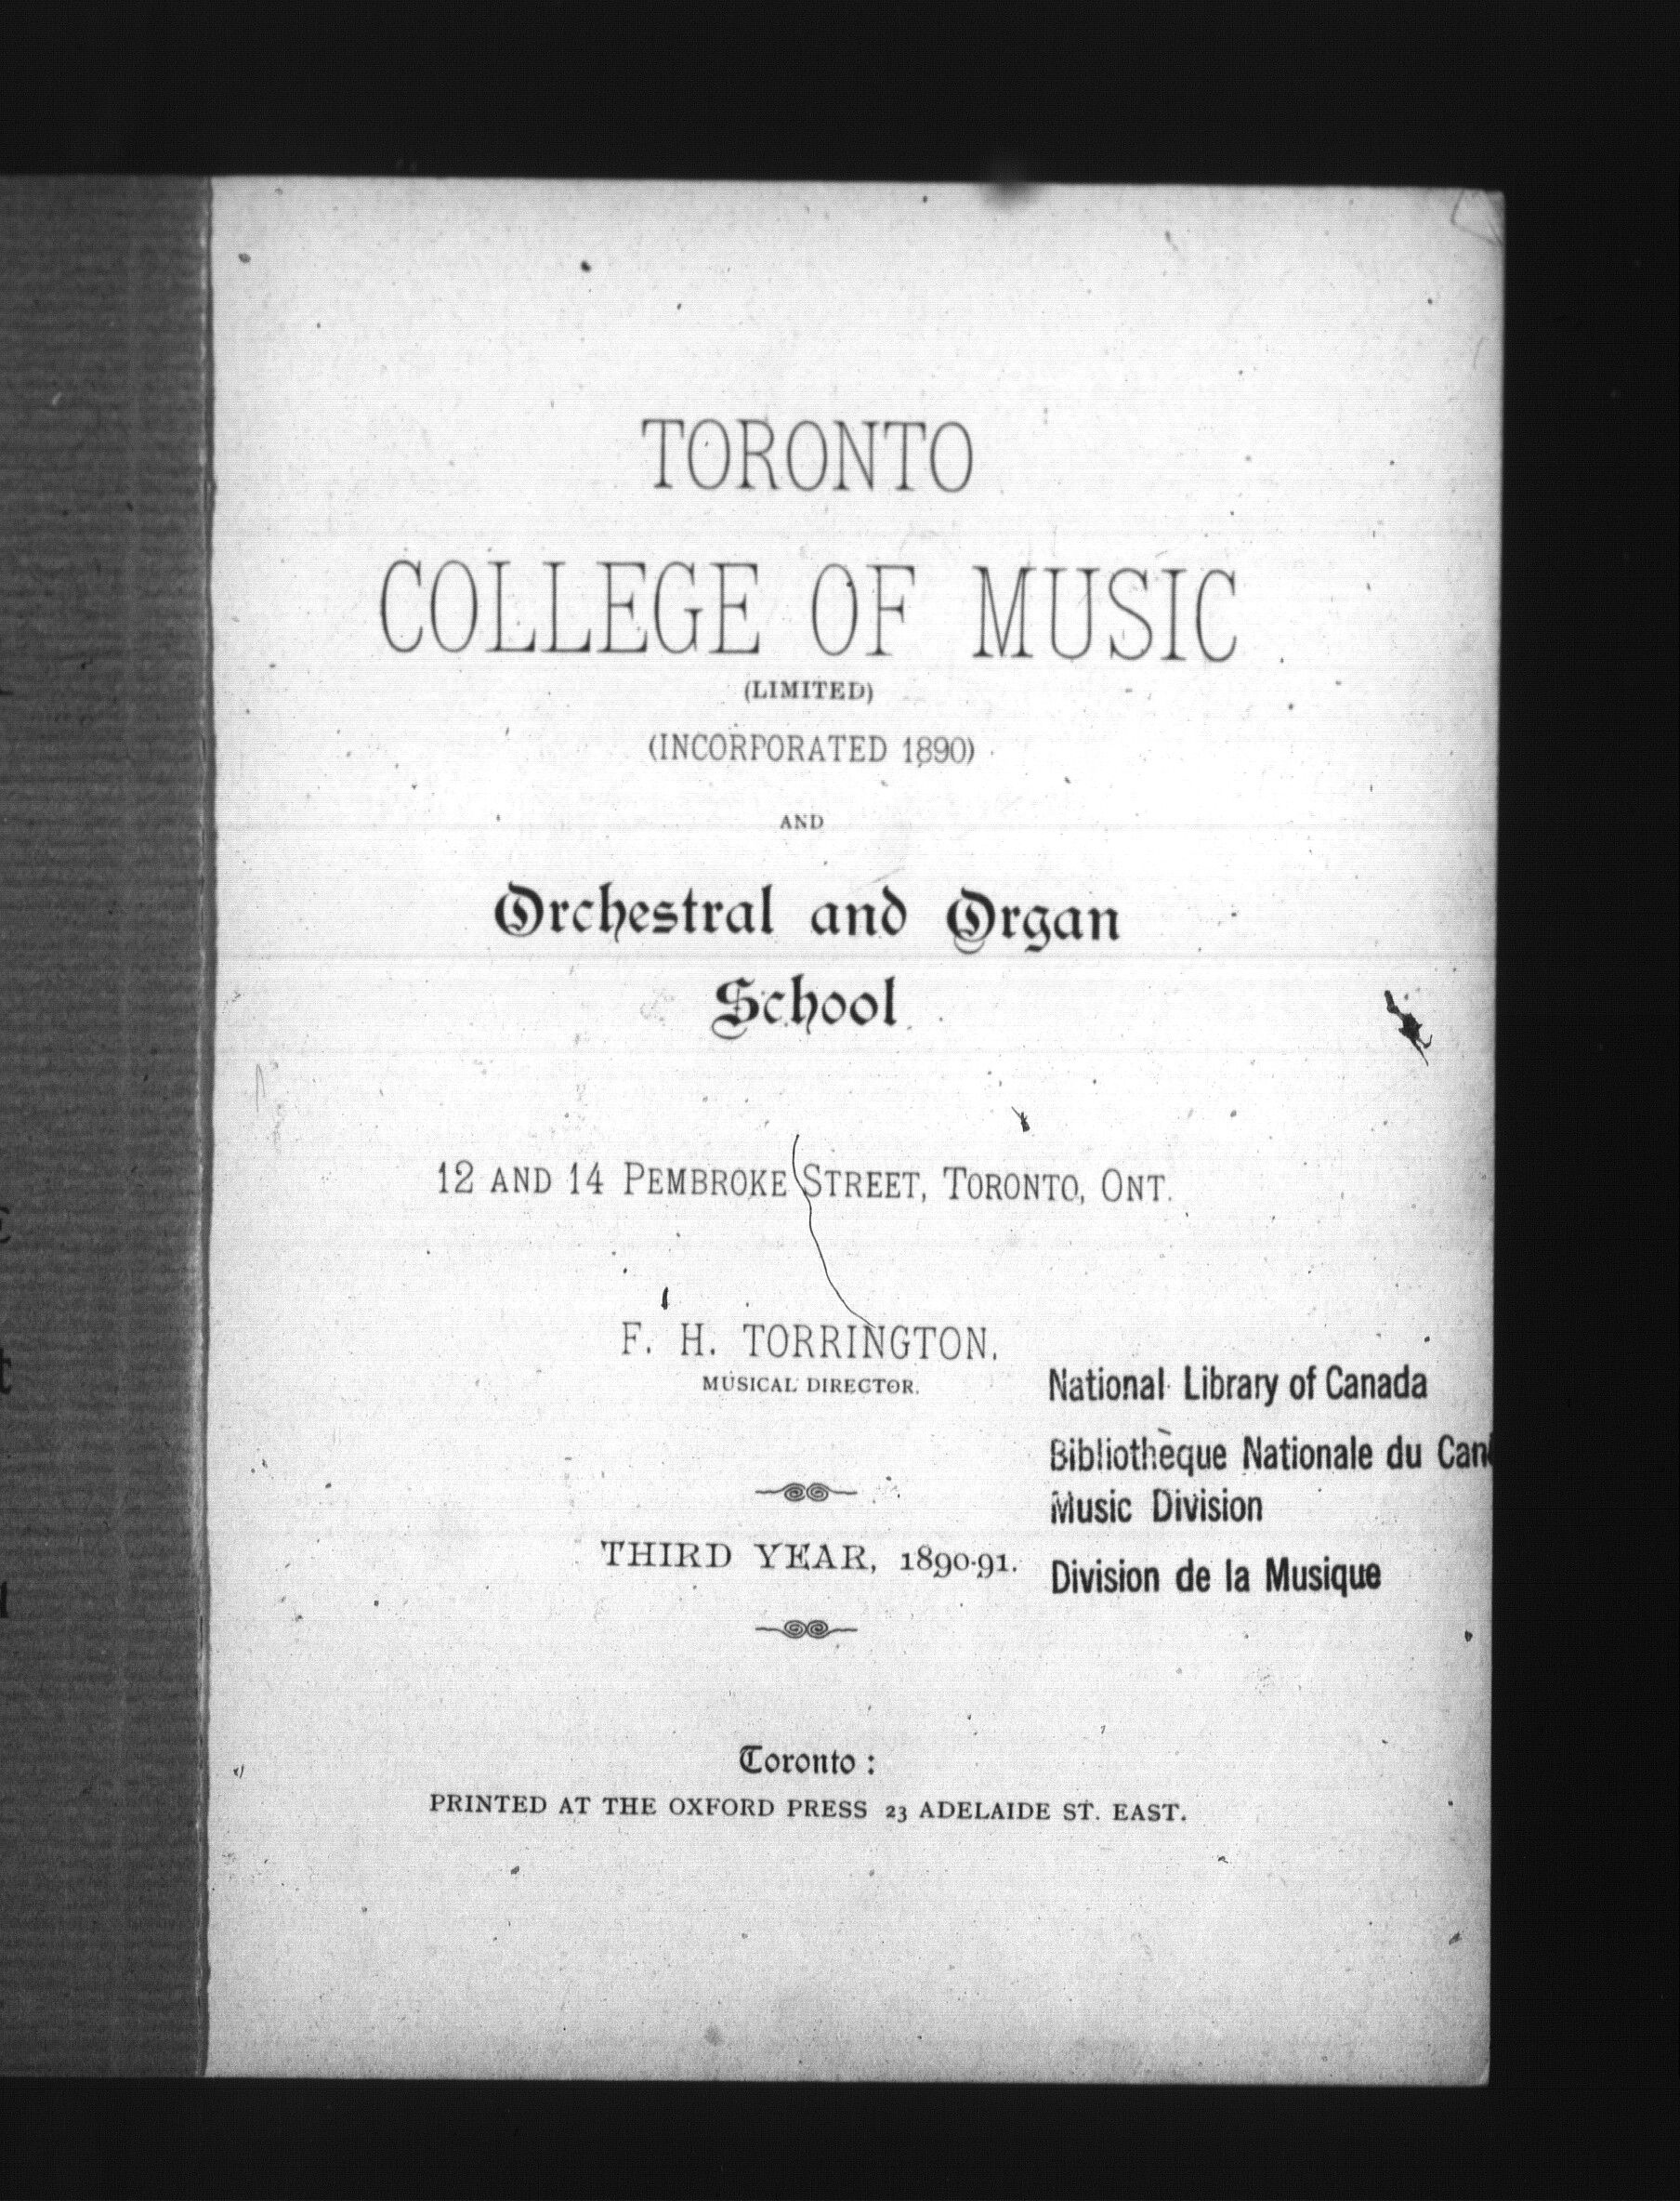 TORONTO
COLLEGE OF MUSIC
(LIMITED)
(INCORPORATED 1890)
AND
Orchestral and Organ
School
12 AND 14 PEMBROKE STREET, TORONTO, ONT.
F. H. TORRINGTON,
MUSICAL DIRECTOR.
National Library of Canada
Bibliothèque Nationale du Can
Music Division
Division de la Musique
THIRD YEAR, 1890-91.
Toronto :
PRINTED AT THE OXFORD PRESS 23 ADELAIDE ST. EAST.